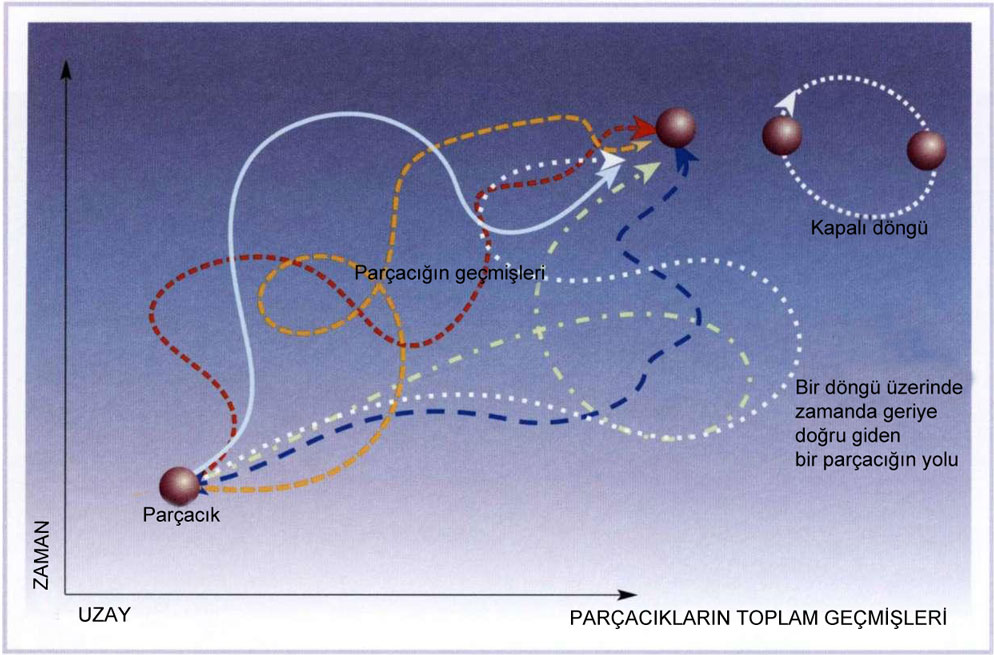 Kapalı döngü
Parçacığın geçmişleri
Bir döngü üzerinde
zamanda geriye
doğru giden
bir parçacığın yolu
Parçacık
ZAMAN
UZAY
PARÇACIKLARIN TOPLAM GEÇMİŞLERİ